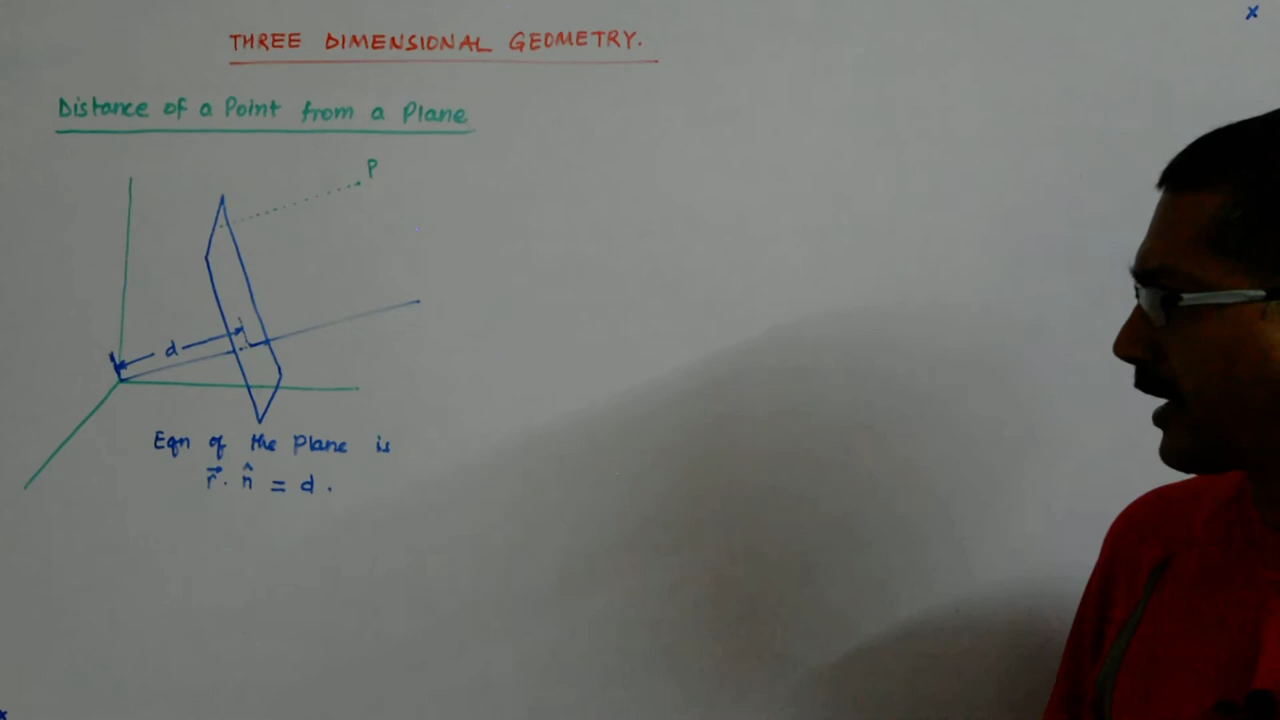 x
THREE DIMENSIONAL GEOMETRY.
Distance of a Point from a Plane
P
d
Eqn of the Plane is
r⃗. n̂ = d.
x